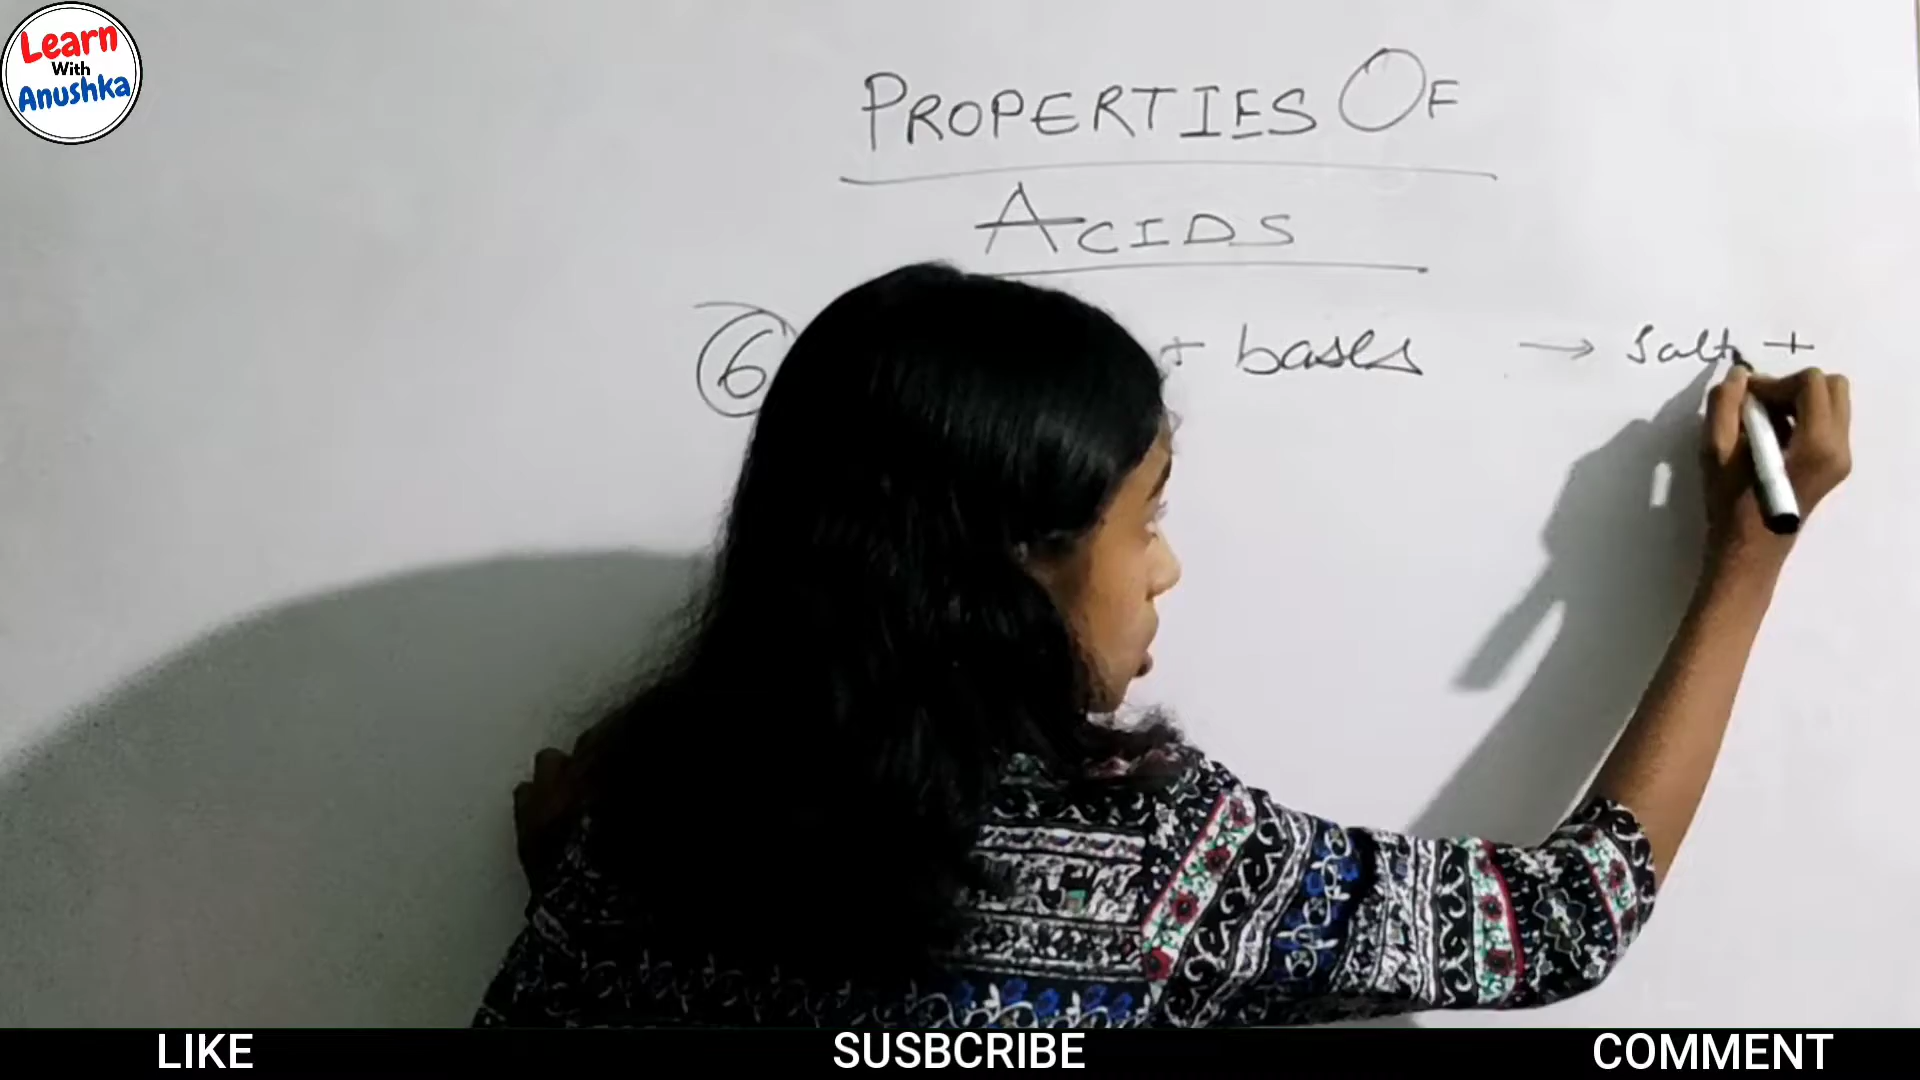 Learn
With
Anushka
PROPERTIES OF
ACIDS
6 + bases → Salt +
LIKE SUSBCRIBE COMMENT